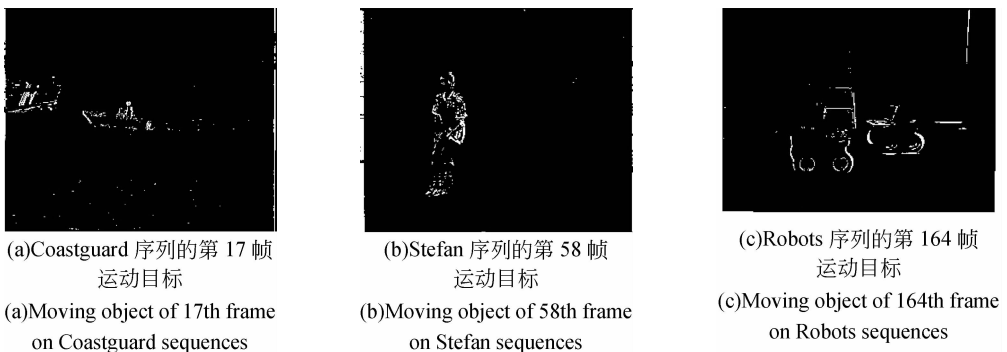 (a)Coastguard 序列的第 17 帧
运动目标
(a)Moving object of 17th frame
on Coastguard sequences
(b)Stefan 序列的第 58 帧
运动目标
(b)Moving object of 58th frame
on Stefan sequences
(c)Robots 序列的第 164 帧
运动目标
(c)Moving object of 164th frame
on Robots sequences